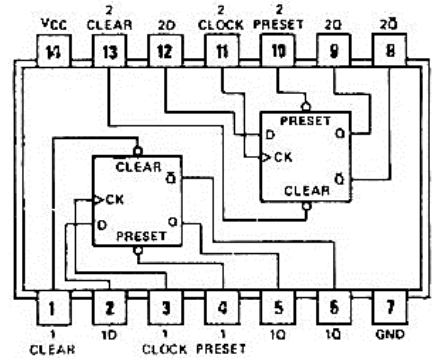 2 2 2
VCC CLEAR 2D CLOCK PRESET 2Q 2Q̅
14 13 12 11 10 9 8
PRESET
D Q
CK
CLEAR Q̅
CLEAR
Q̅
CK
D Q
PRESET
1 2 3 4 5 6 7
1 1D 1 1 1Q 1Q̅ GND
CLEAR CLOCK PRESET